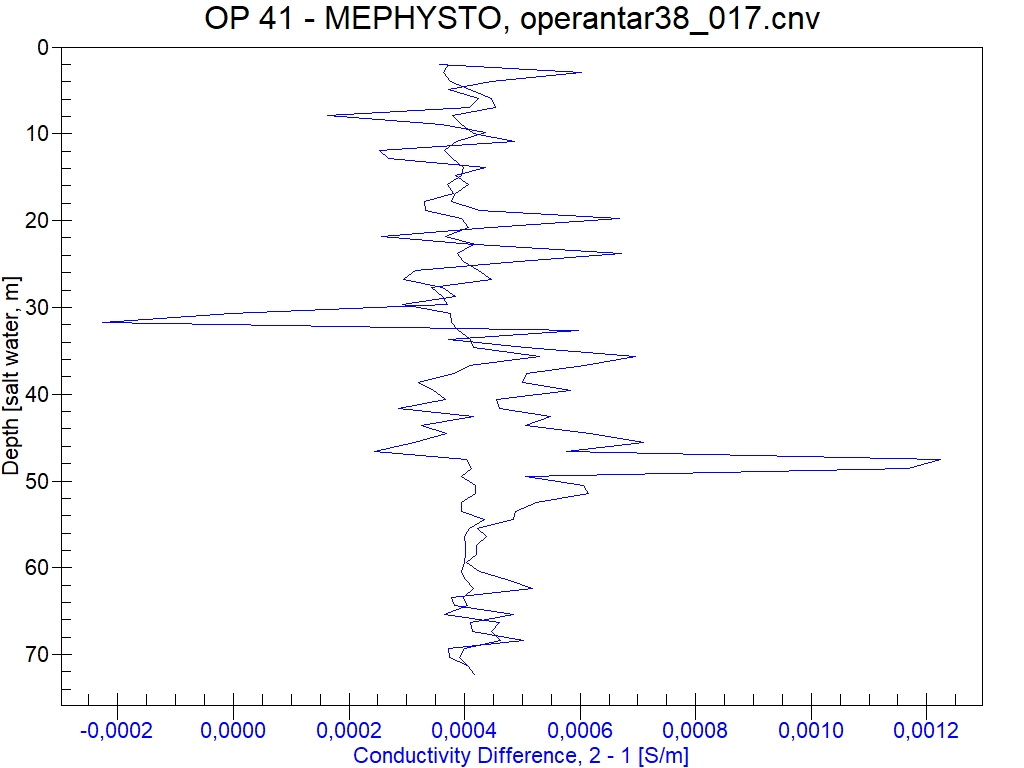 OP 41 - MEPHYSTO, operantar38_017.cnv
0
10
20
30
40
50
60
70
Depth [salt water, m]
-0,0002 0,0000 0,0002 0,0004 0,0006 0,0008 0,0010 0,0012
Conductivity Difference, 2 - 1 [S/m]